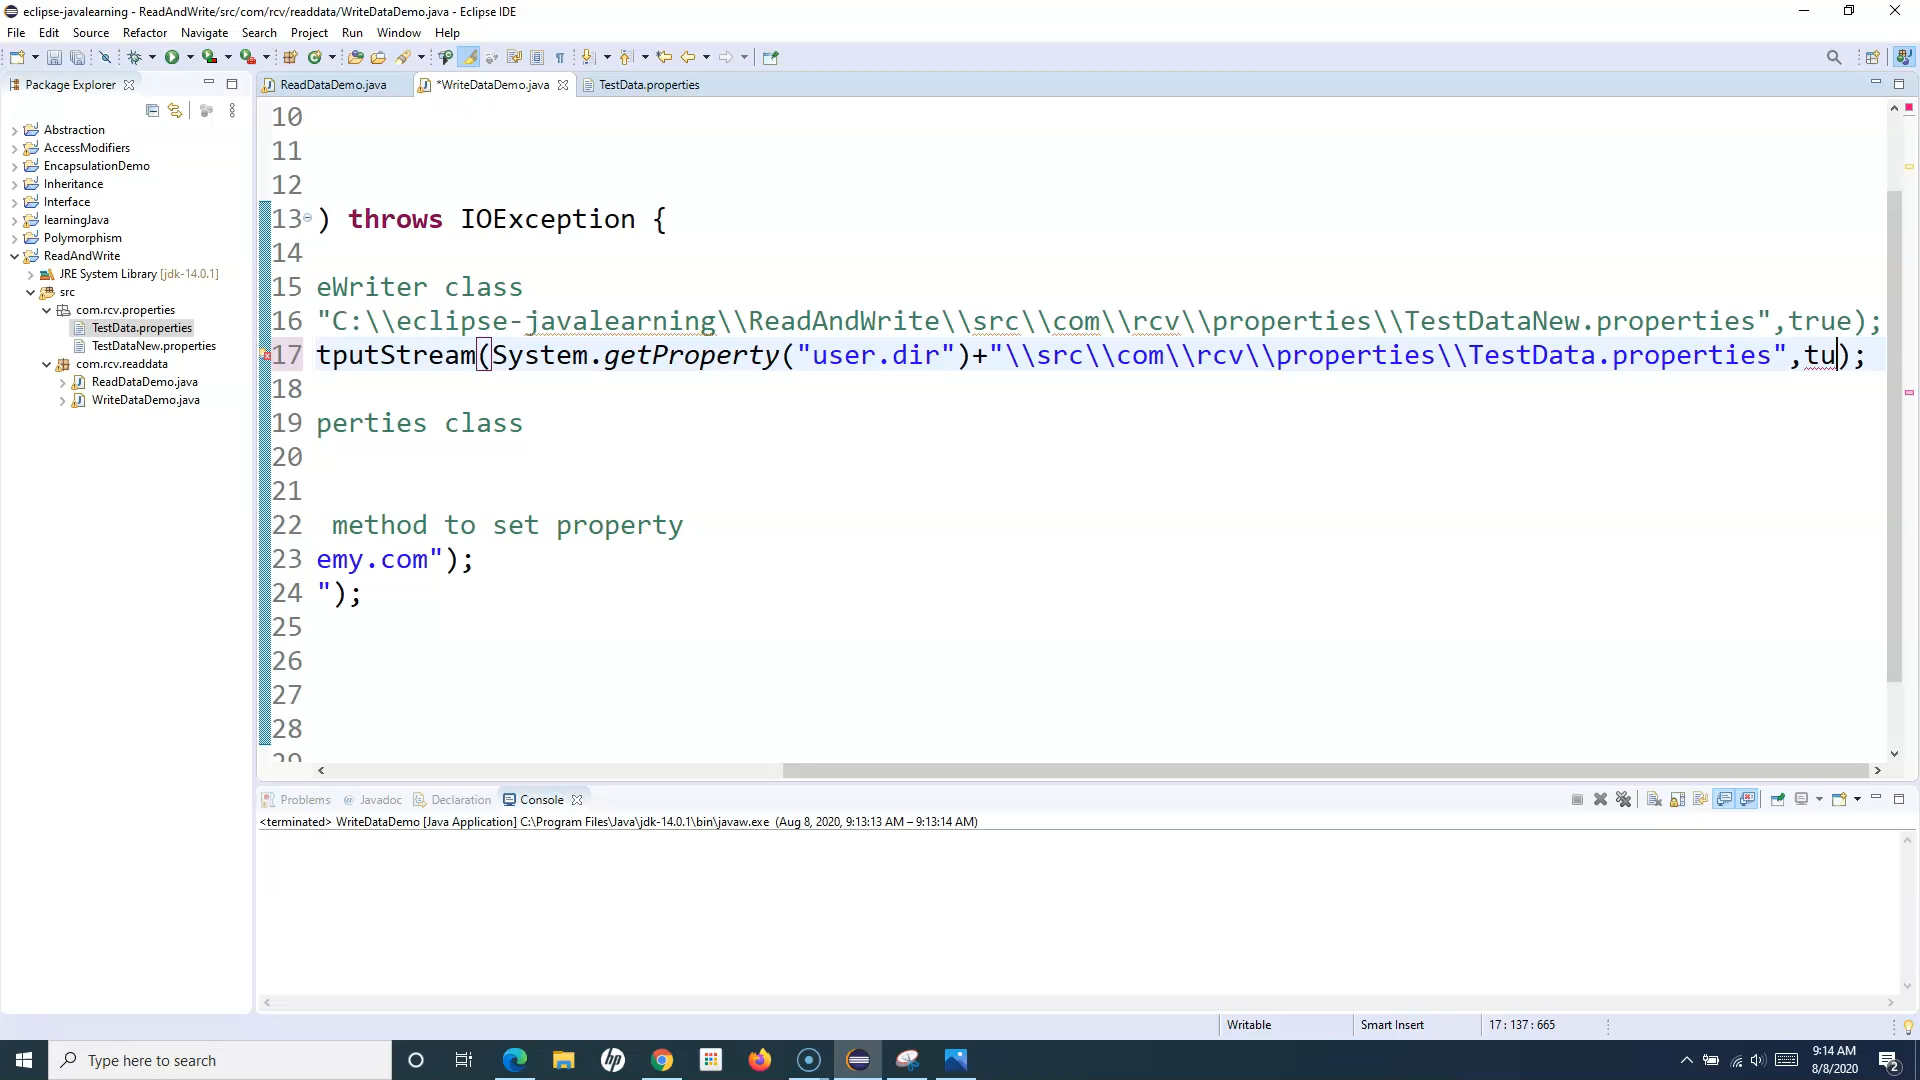 eclipse-javalearning - ReadAndWrite/src/com/rcv/readdata/WriteDataDemo.java - Eclipse IDE
File Edit Source Refactor Navigate Search Project Run Window Help
Package Explorer
ReadDataDemo.java
*WriteDataDemo.java
TestData.properties
Abstraction
AccessModifiers
EncapsulationDemo
Inheritance
Interface
learningJava
Polymorphism
ReadAndWrite
JRE System Library [jdk-14.0.1]
src
com.rcv.properties
TestData.properties
TestDataNew.properties
com.rcv.readdata
ReadDataDemo.java
WriteDataDemo.java
10
11
12
13 ) throws IOException {
14
15 eWriter class
16 "C:\\eclipse-javalearning\\ReadAndWrite\\src\\com\\rcv\\properties\\TestDataNew.properties",true);
17 tputStream(System.getProperty("user.dir")+"\\src\\com\\rcv\\properties\\TestData.properties",tu);
18
19 perties class
20
21
22 method to set property
23 emy.com");
24 ");
25
26
27
28
29
Problems @ Javadoc Declaration Console
<terminated> WriteDataDemo [Java Application] C:\Program Files\Java\jdk-14.0.1\bin\javaw.exe (Aug 8, 2020, 9:13:13 AM – 9:13:14 AM)
Writable Smart Insert 17 : 137 : 665
Type here to search
9:14 AM
8/8/2020
2